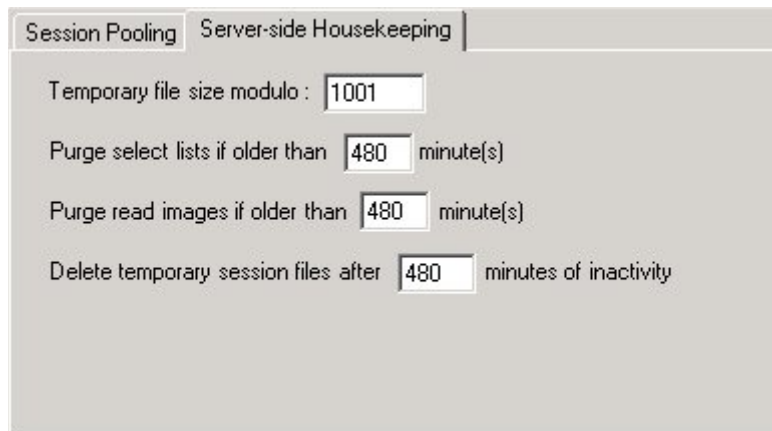 Session Pooling Server-side Housekeeping
Temporary file size modulo : 1001
Purge select lists if older than 480 minute(s)
Purge read images if older than 480 minute(s)
Delete temporary session files after 480 minutes of inactivity